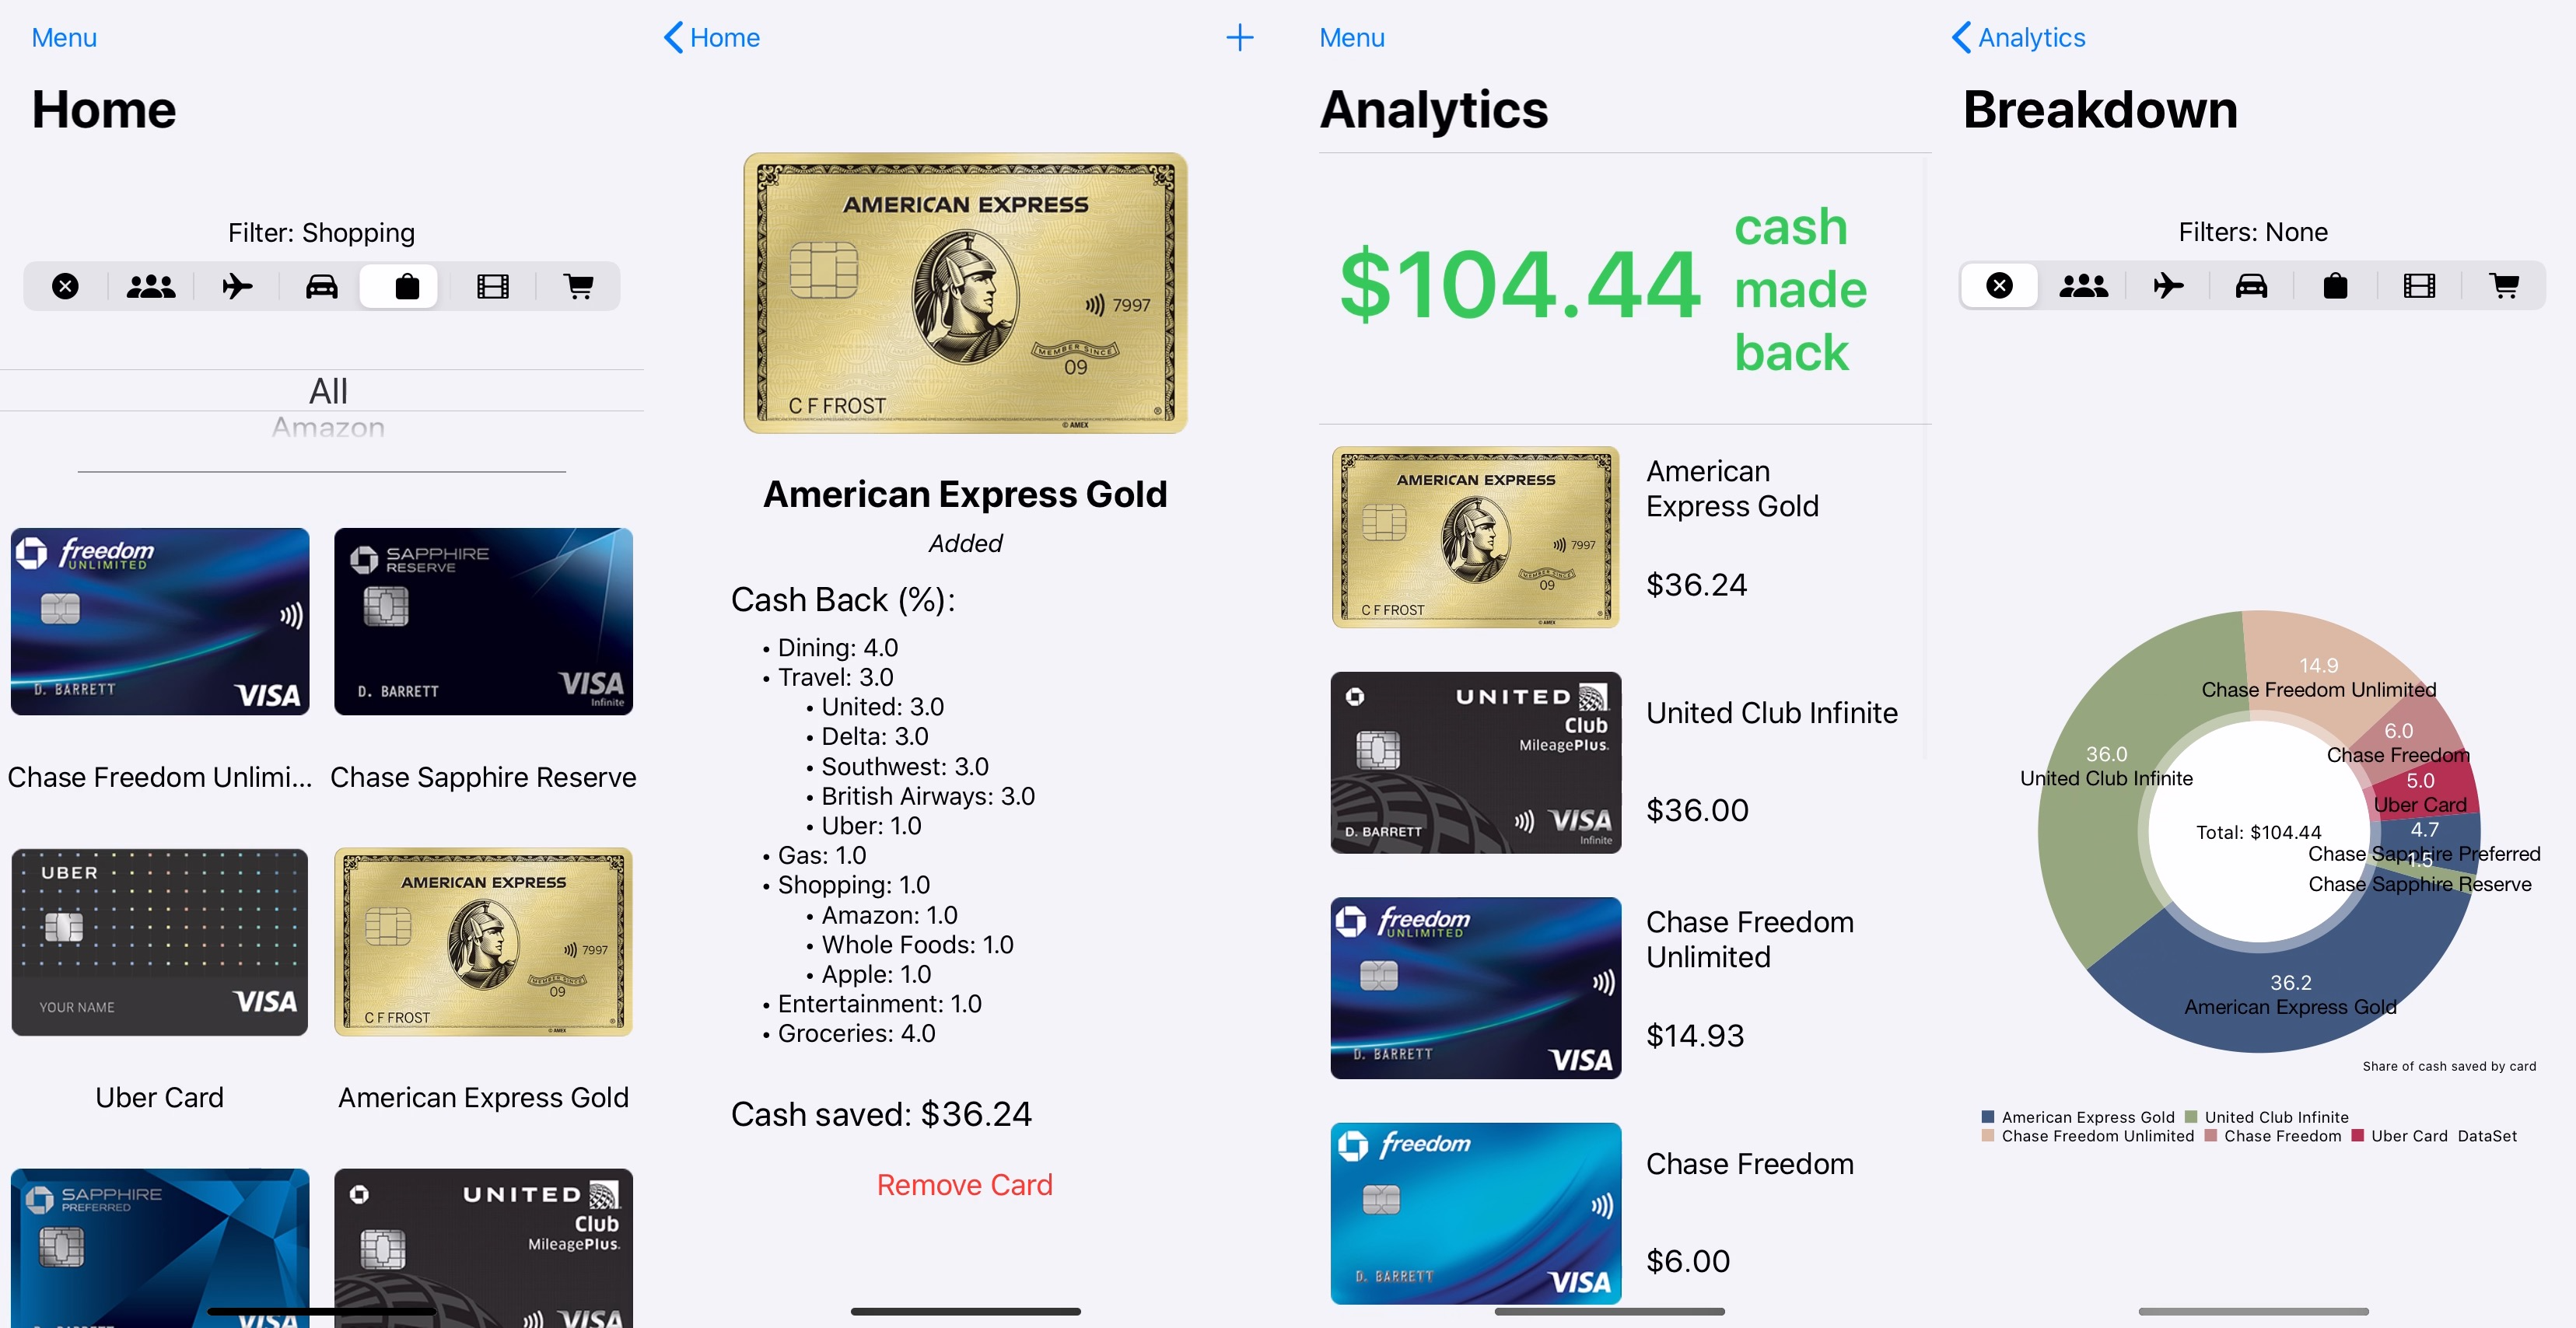 Menu
Home
Filter: Shopping
All
Amazon
freedom
UNLIMITED
D. BARRETT
VISA
SAPPHIRE
RESERVE
D. BARRETT
VISA
Infinite
Chase Freedom Unlimi...
Chase Sapphire Reserve
UBER
YOUR NAME
VISA
AMERICAN EXPRESS
7997
MEMBER SINCE
09
C F FROST
© AMEX
Uber Card
American Express Gold
SAPPHIRE
PREFERRED
D. BARRETT
VISA
UNITED
Club
MileagePlus.
VISA
Home
AMERICAN EXPRESS
7997
MEMBER SINCE
09
C F FROST
®
© AMEX
American Express Gold
Added
Cash Back (%):
• Dining: 4.0
• Travel: 3.0
• United: 3.0
• Delta: 3.0
• Southwest: 3.0
• British Airways: 3.0
• Uber: 1.0
• Gas: 1.0
• Shopping: 1.0
• Amazon: 1.0
• Whole Foods: 1.0
• Apple: 1.0
• Entertainment: 1.0
• Groceries: 4.0
Cash saved: $36.24
Remove Card
Menu
Analytics
$104.44
cash
made
back
AMERICAN EXPRESS
7997
MEMBER SINCE
09
C F FROST
© AMEX
American
Express Gold
$36.24
UNITED
Club
MileagePlus.
D. BARRETT
VISA
Infinite
United Club Infinite
$36.00
freedom
UNLIMITED
D. BARRETT
VISA
Chase Freedom
Unlimited
$14.93
freedom
D. BARRETT
VISA
Chase Freedom
$6.00
Analytics
Breakdown
Filters: None
14.9
Chase Freedom Unlimited
6.0
Chase Freedom
36.0
United Club Infinite
5.0
Uber Card
4.7
Total: $104.44
Chase Sapphire Preferred
1.5
Chase Sapphire Reserve
36.2
American Express Gold
Share of cash saved by card
American Express Gold United Club Infinite
Chase Freedom Unlimited Chase Freedom Uber Card DataSet